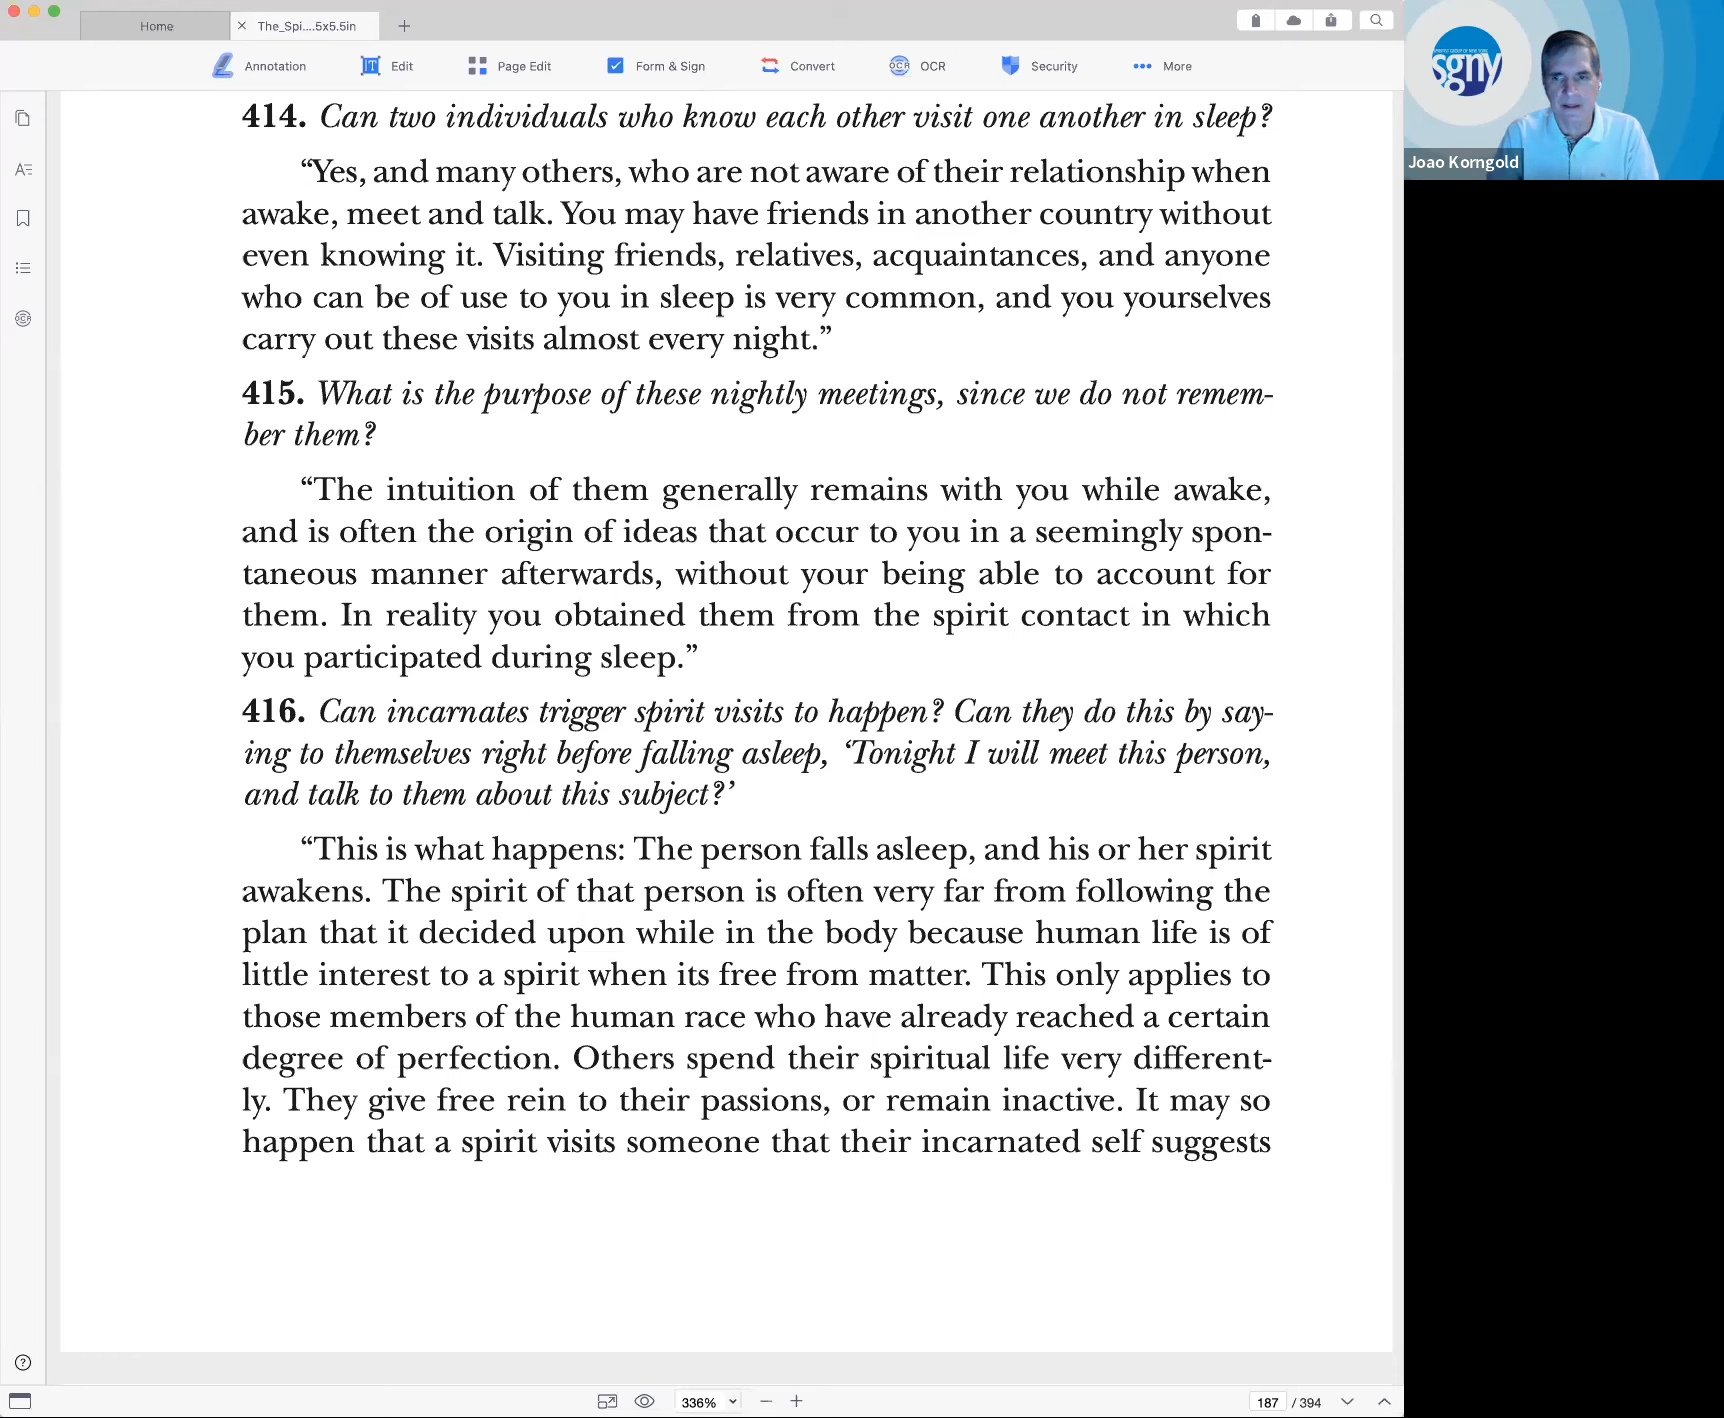 Home
The_Spi....5x5.5in
Annotation
Edit
Page Edit
Form & Sign
Convert
OCR
OCR
Security
More
sgny
Joao Korngold
414. Can two individuals who know each other visit one another in sleep?
“Yes, and many others, who are not aware of their relationship when
awake, meet and talk. You may have friends in another country without
even knowing it. Visiting friends, relatives, acquaintances, and anyone
who can be of use to you in sleep is very common, and you yourselves
carry out these visits almost every night.”
415. What is the purpose of these nightly meetings, since we do not remem-
ber them?
“The intuition of them generally remains with you while awake,
and is often the origin of ideas that occur to you in a seemingly spon-
taneous manner afterwards, without your being able to account for
them. In reality you obtained them from the spirit contact in which
you participated during sleep.”
416. Can incarnates trigger spirit visits to happen? Can they do this by say-
ing to themselves right before falling asleep, ‘Tonight I will meet this person,
and talk to them about this subject?’
“This is what happens: The person falls asleep, and his or her spirit
awakens. The spirit of that person is often very far from following the
plan that it decided upon while in the body because human life is of
little interest to a spirit when its free from matter. This only applies to
those members of the human race who have already reached a certain
degree of perfection. Others spend their spiritual life very different-
ly. They give free rein to their passions, or remain inactive. It may so
happen that a spirit visits someone that their incarnated self suggests
336%
187 / 394